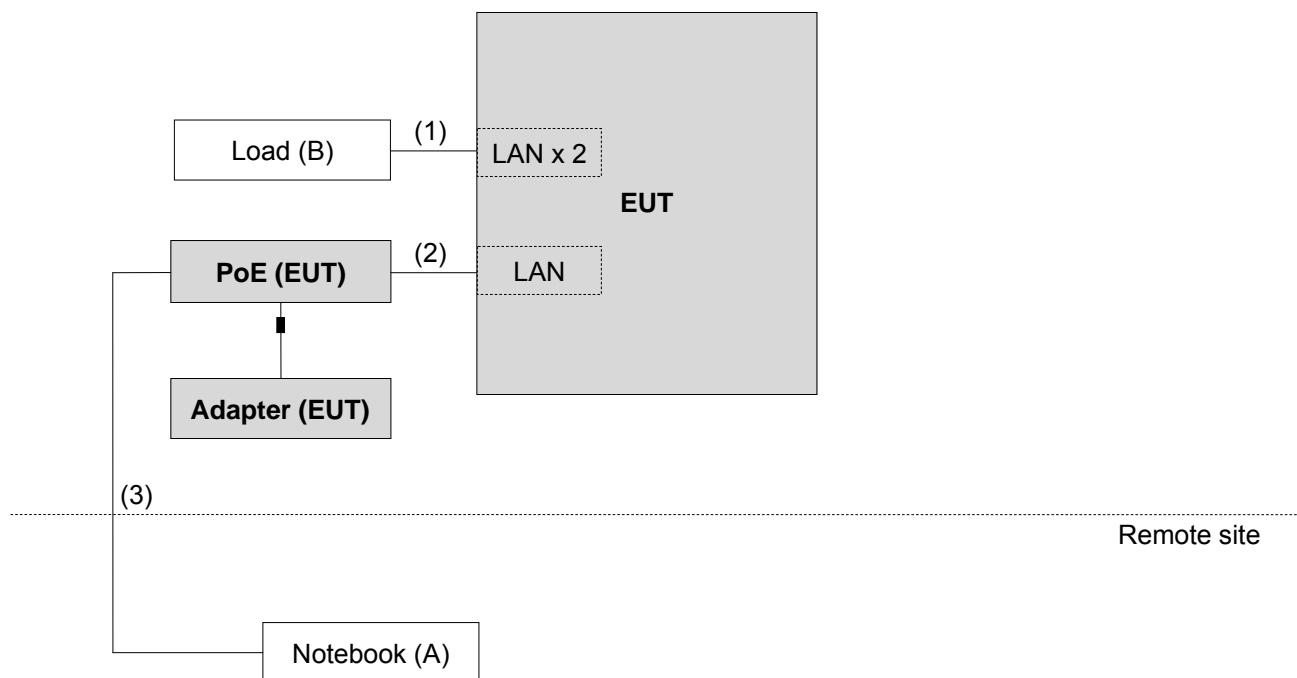 (1)
Load (B)
LAN x 2
EUT
(2)
PoE (EUT)
LAN
Adapter (EUT)
(3)
Remote site
Notebook (A)